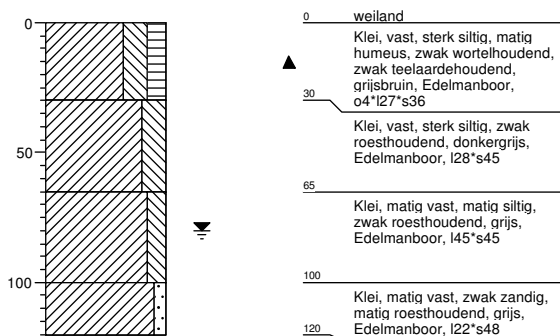 0
50
100
0 weiland
Klei, vast, sterk siltig, matig
humeus, zwak wortelhoudend,
zwak teelaardehoudend,
grijsbruin, Edelmanboor,
o4*l27*s36
30
Klei, vast, sterk siltig, zwak
roesthoudend, donkergrijs,
Edelmanboor, l28*s45
65
Klei, matig vast, matig siltig,
zwak roesthoudend, grijs,
Edelmanboor, l45*s45
100
Klei, matig vast, zwak zandig,
matig roesthoudend, grijs,
120 Edelmanboor, l22*s48